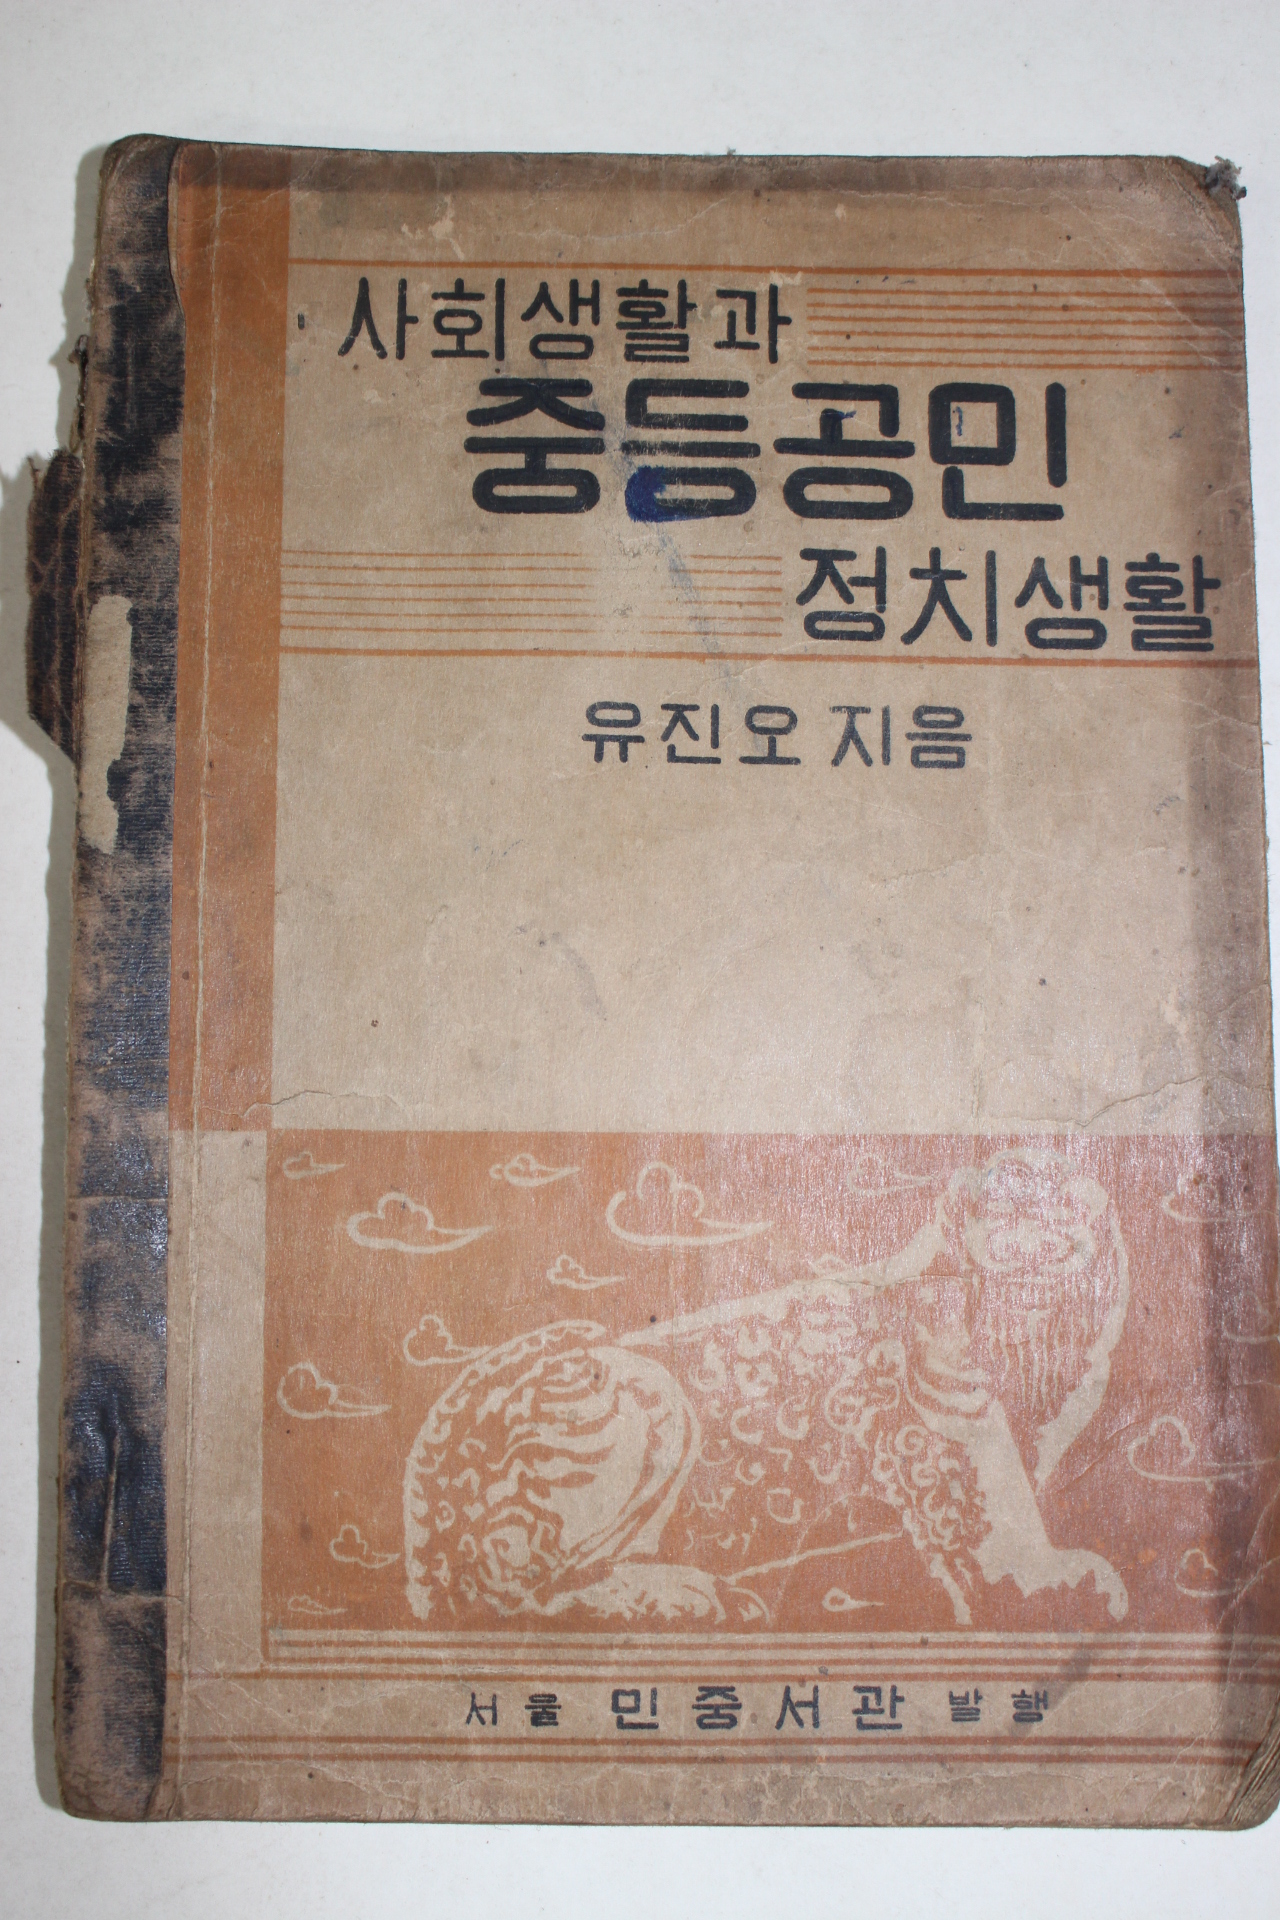 사회생활과
중등공민
정치생활
유진오 지음
서울 민중서관 발행